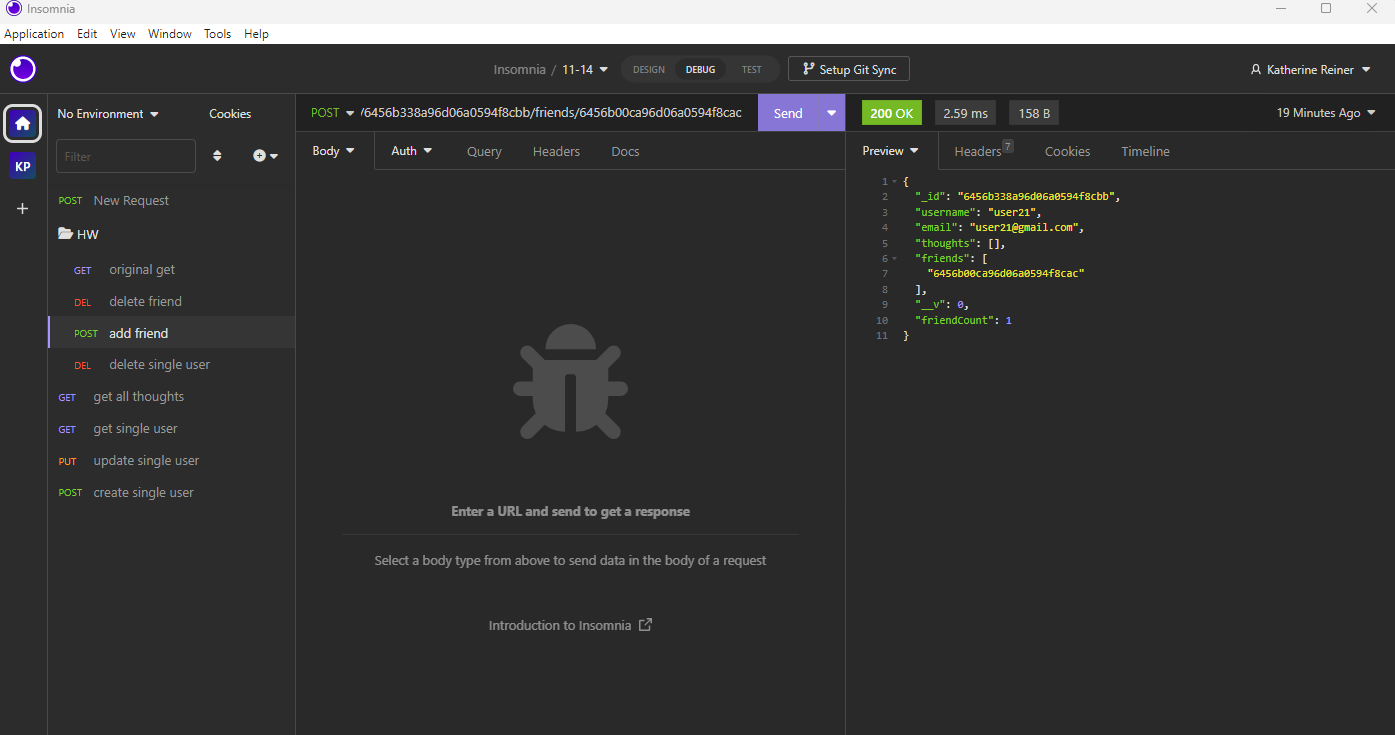 Insomnia
Application Edit View Window Tools Help
Insomnia / 11-14 DESIGN DEBUG TEST Setup Git Sync Katherine Reiner
KP
No Environment Cookies
Filter
POST New Request
HW
GET original get
DEL delete friend
POST add friend
DEL delete single user
GET get all thoughts
GET get single user
PUT update single user
POST create single user
POST /6456b338a96d06a0594f8cbb/friends/6456b00ca96d06a0594f8cac Send
Body Auth Query Headers Docs
Enter a URL and send to get a response
Select a body type from above to send data in the body of a request
Introduction to Insomnia
200 OK 2.59 ms 158 B 19 Minutes Ago
Preview Headers 7 Cookies Timeline
1 {
2 "_id": "6456b338a96d06a0594f8cbb",
3 "username": "user21",
4 "email": "user21@gmail.com",
5 "thoughts": [],
6 "friends": [
7 "6456b00ca96d06a0594f8cac"
8 ],
9 "__v": 0,
10 "friendCount": 1
11 }